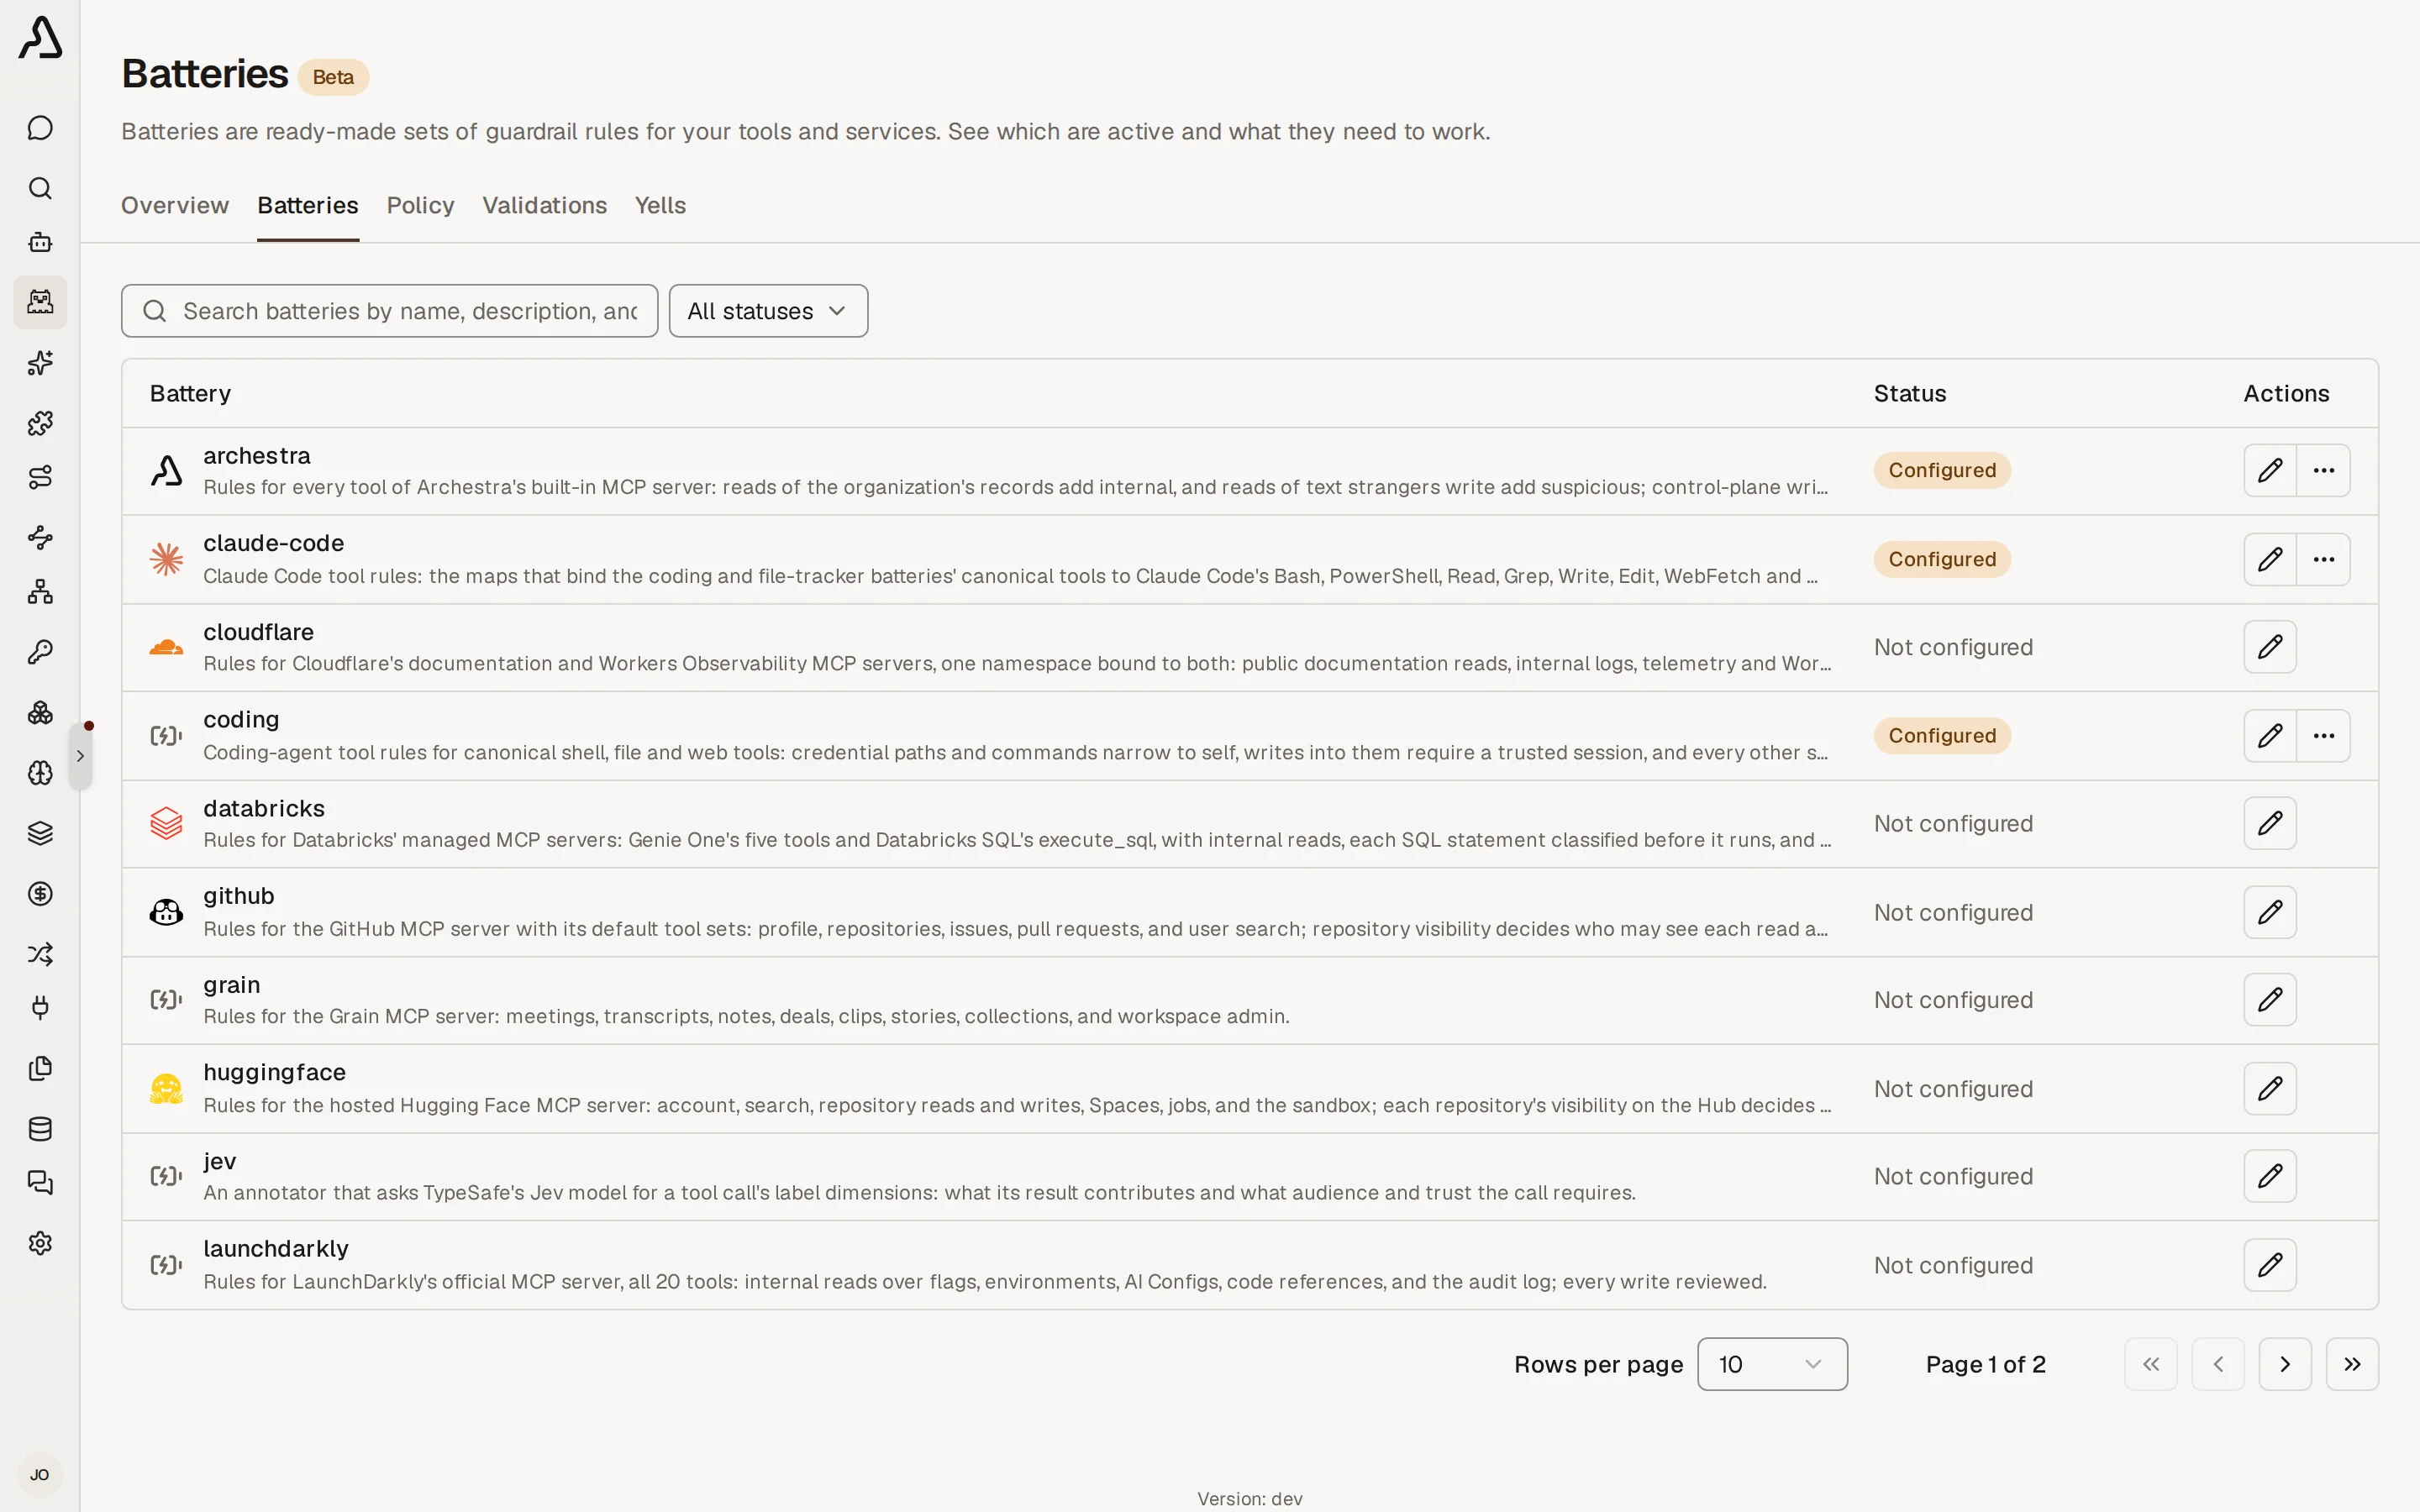 Batteries Beta
Batteries are ready-made sets of guardrail rules for your tools and services. See which are active and what they need to work.
Overview Batteries Policy Validations Yells
Search batteries by name, description, and
All statuses
Battery Status Actions
archestra
Rules for every tool of Archestra's built-in MCP server: reads of the organization's records add internal, and reads of text strangers write add suspicious; control-plane wri...
Configured
claude-code
Claude Code tool rules: the maps that bind the coding and file-tracker batteries' canonical tools to Claude Code's Bash, PowerShell, Read, Grep, Write, Edit, WebFetch and ...
Configured
cloudflare
Rules for Cloudflare's documentation and Workers Observability MCP servers, one namespace bound to both: public documentation reads, internal logs, telemetry and Wor...
Not configured
coding
Coding-agent tool rules for canonical shell, file and web tools: credential paths and commands narrow to self, writes into them require a trusted session, and every other s...
Configured
databricks
Rules for Databricks' managed MCP servers: Genie One's five tools and Databricks SQL's execute_sql, with internal reads, each SQL statement classified before it runs, and ...
Not configured
github
Rules for the GitHub MCP server with its default tool sets: profile, repositories, issues, pull requests, and user search; repository visibility decides who may see each read a...
Not configured
grain
Rules for the Grain MCP server: meetings, transcripts, notes, deals, clips, stories, collections, and workspace admin.
Not configured
huggingface
Rules for the hosted Hugging Face MCP server: account, search, repository reads and writes, Spaces, jobs, and the sandbox; each repository's visibility on the Hub decides ...
Not configured
jev
An annotator that asks TypeSafe's Jev model for a tool call's label dimensions: what its result contributes and what audience and trust the call requires.
Not configured
launchdarkly
Rules for LaunchDarkly's official MCP server, all 20 tools: internal reads over flags, environments, AI Configs, code references, and the audit log; every write reviewed.
Not configured
Rows per page 10 Page 1 of 2
JO
Version: dev